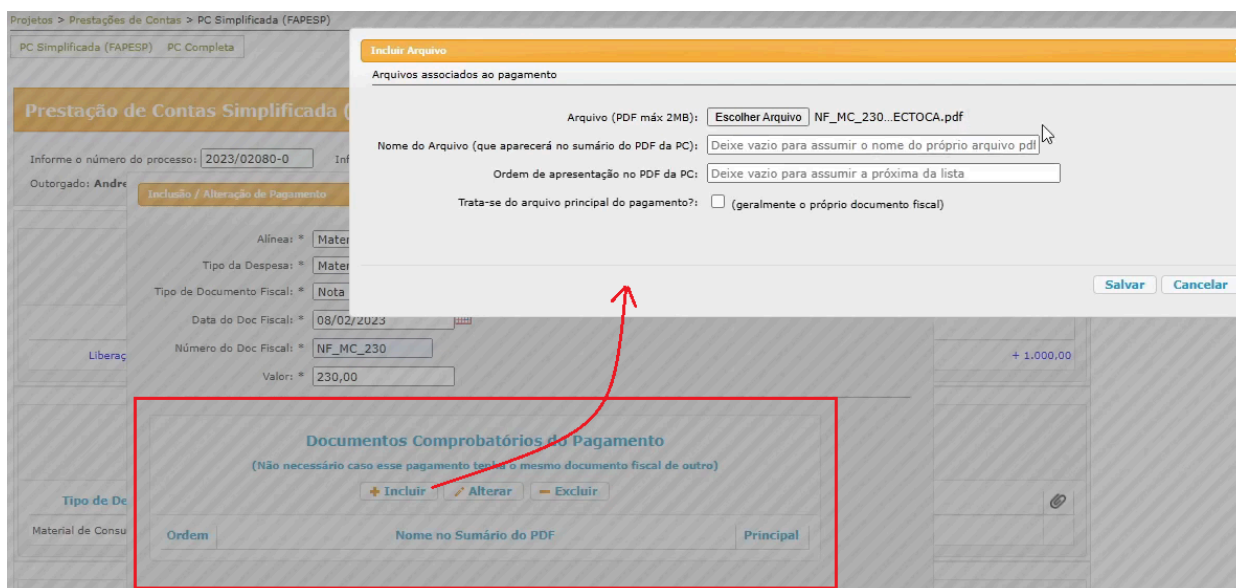 Projetos > Prestações de Contas > PC Simplificada (FAPESP)
PC Simplificada (FAPESP) PC Completa
Incluir Arquivo
Arquivos associados ao pagamento
Arquivo (PDF máx 2MB): Escolher Arquivo NF_MC_230...ECTOCA.pdf
Nome do Arquivo (que aparecerá no sumário do PDF da PC): Deixe vazio para assumir o nome do próprio arquivo pdf
Ordem de apresentação no PDF da PC: Deixe vazio para assumir a próxima da lista
Trata-se do arquivo principal do pagamento?: (geralmente o próprio documento fiscal)
Salvar Cancelar
Prestação de Contas Simplificada (
Informe o número do processo: 2023/02080-0 Inf
Outorgado: Andre
Inclusão / Alteração de Pagamento
Alínea: * Mater
Tipo da Despesa: * Mater
Tipo de Documento Fiscal: * Nota
Data do Doc Fiscal: * 08/02/2023
Número do Doc Fiscal: * NF_MC_230
Valor: * 230,00
Liberaç + 1.000,00
Documentos Comprobatórios do Pagamento
(Não necessário caso esse pagamento tenha o mesmo documento fiscal de outro)
Incluir Alterar Excluir
Ordem Nome no Sumário do PDF Principal
Tipo de De
Material de Consu